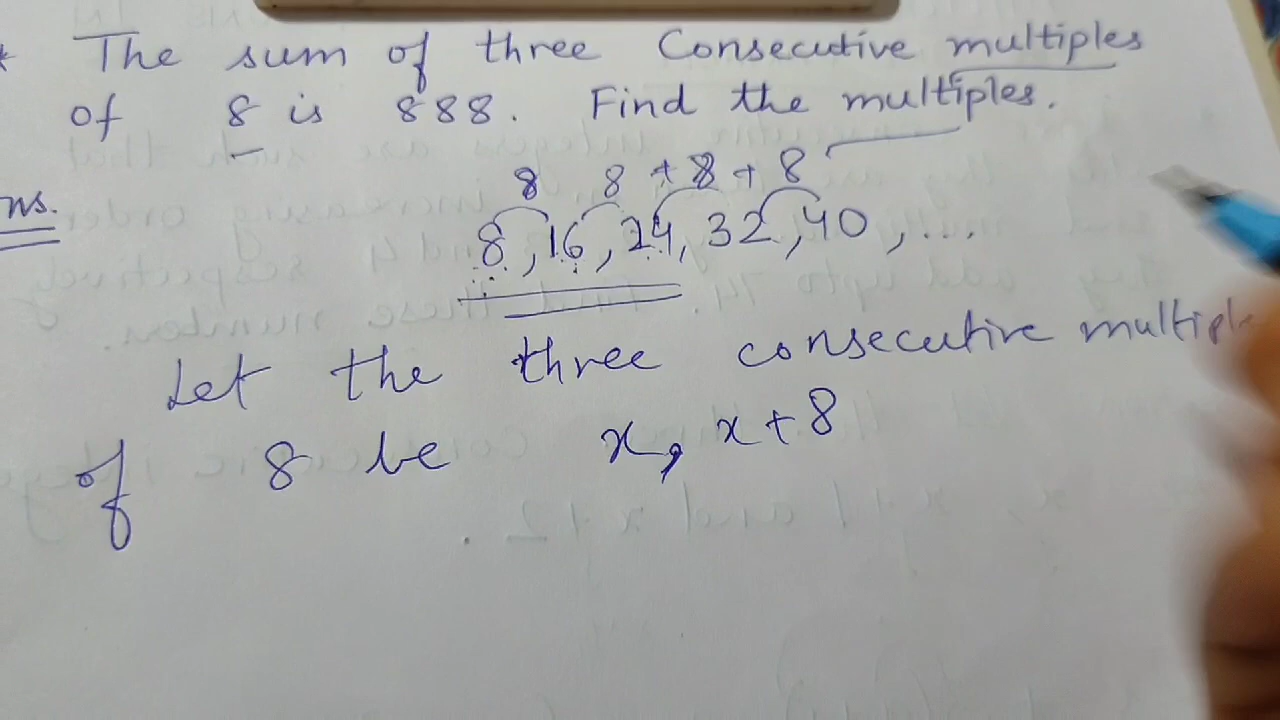 * The sum of three Consecutive multiples
of 8 is 888. Find the multiples.
8 8 + 8 + 8
ns.
8, 16, 24, 32, 40, ...
Let the three consecutive multipl
of 8 be x, x+8